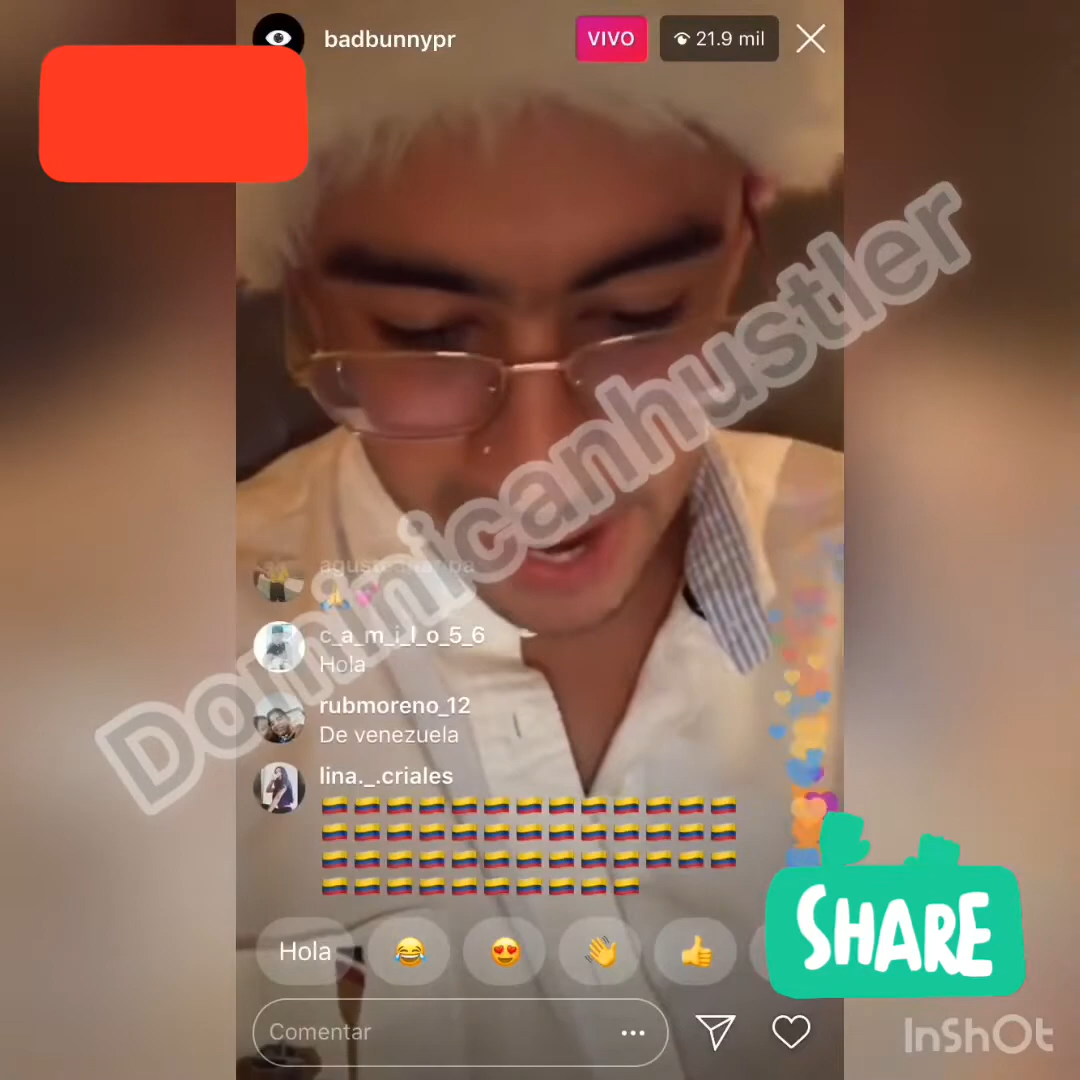 badbunnypr
VIVO
21.9 mil
Dominicanhustler
c_a_m_i_l_o_5_6
Hola
rubmoreno_12
De venezuela
lina._.criales
Hola
SHARE
Comentar
InShOt